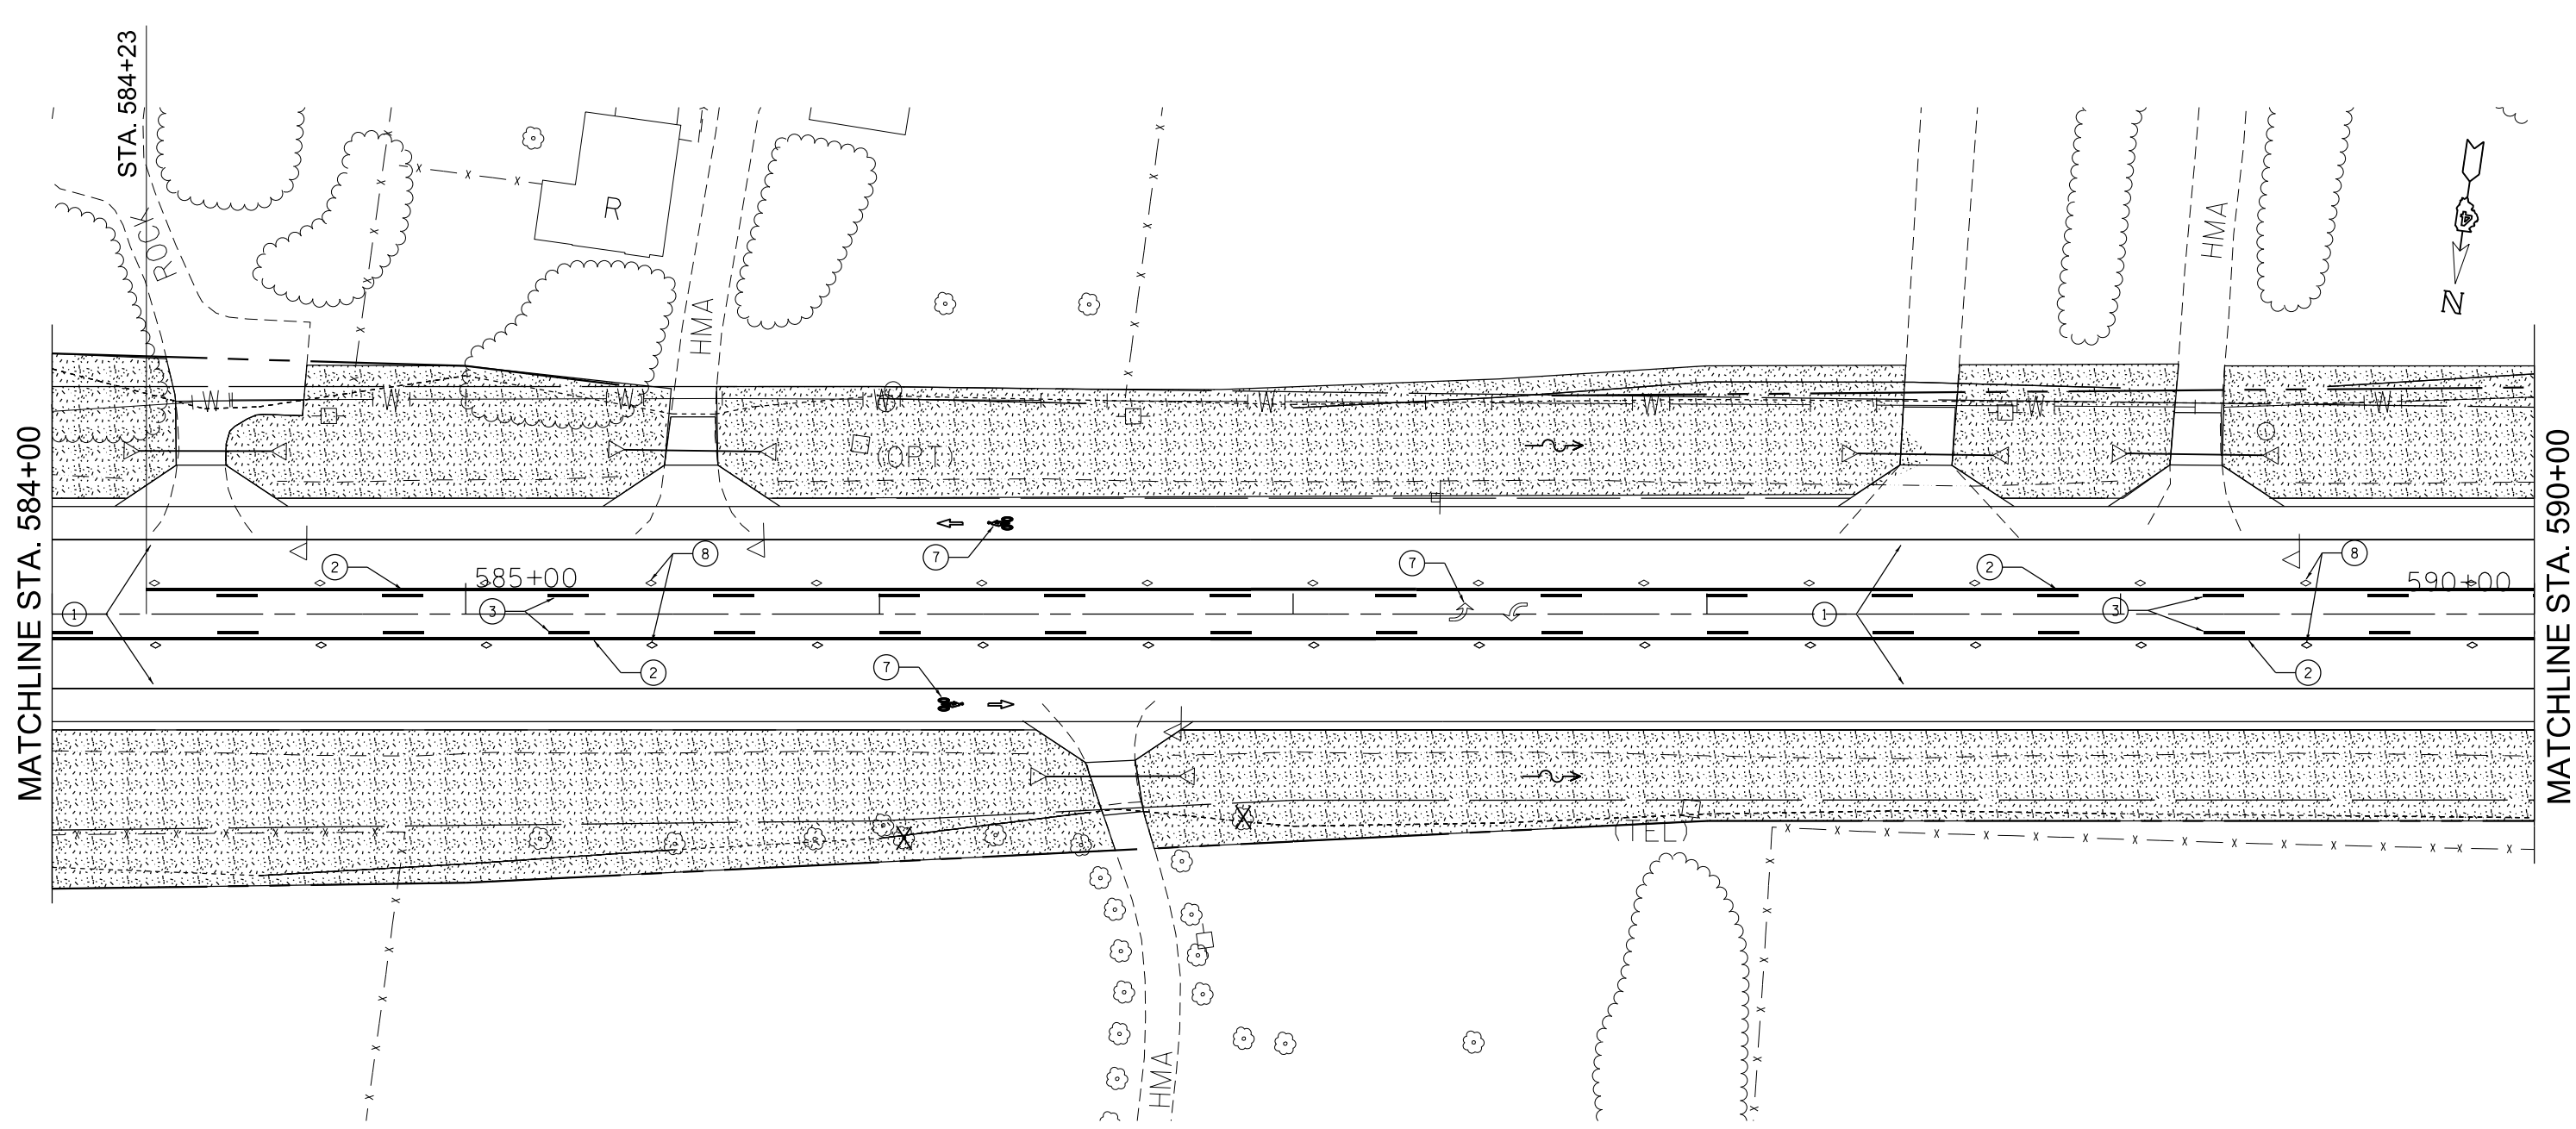 STA. 584+23
ROCK
R
HMA
HMA
N
W
W
W
W
W
W
W
W
(OPT)
MATCHLINE STA. 584+00
MATCHLINE STA. 590+00
7
8
8
2
7
2
585+00
590+00
1
3
1
3
7
2
2
(TEL)
HMA